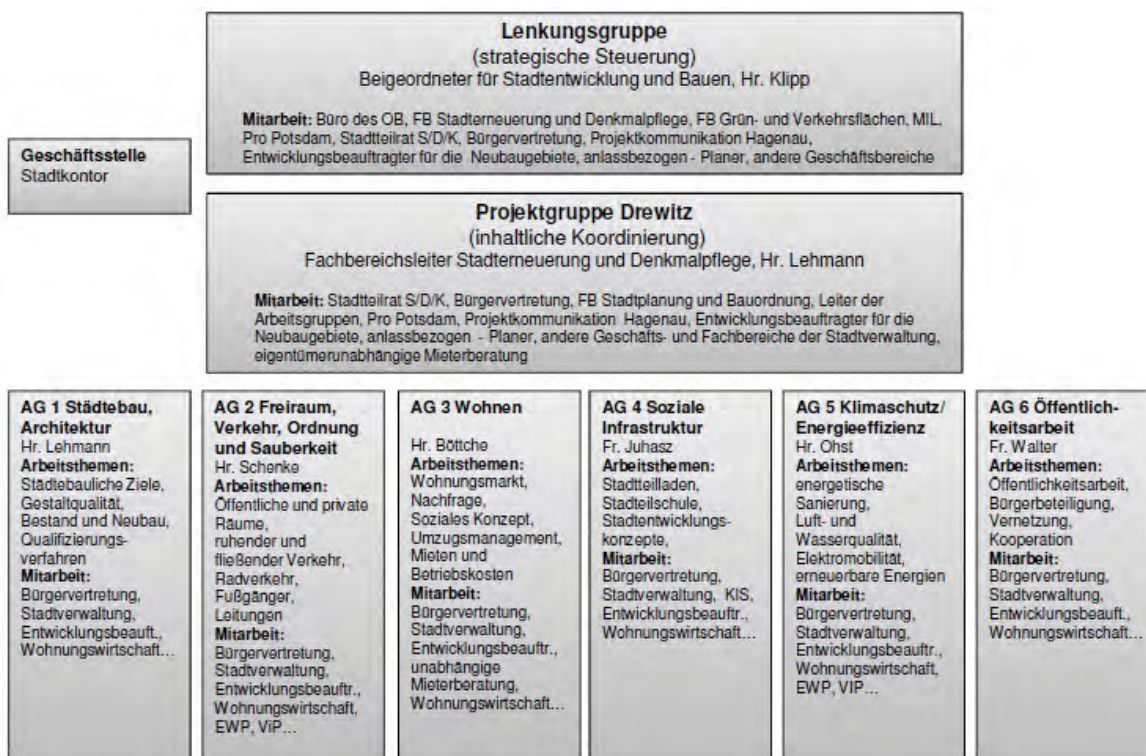 Lenkungsgruppe
(strategische Steuerung)
Beigeordneter für Stadtentwicklung und Bauen, Hr. Klipp
Mitarbeit: Büro des OB, FB Stadterneuerung und Denkmalpflege, FB Grün- und Verkehrsflächen, MIL,
Pro Potsdam, Stadtteilrat S/D/K, Bürgervertretung, Projektkommunikation Hagenau,
Entwicklungsbeauftragter für die Neubaugebiete, anlassbezogen - Planer, andere Geschäftsbereiche
Geschäftsstelle
Stadtkontor
Projektgruppe Drewitz
(inhaltliche Koordinierung)
Fachbereichsleiter Stadterneuerung und Denkmalpflege, Hr. Lehmann
Mitarbeit: Stadtteilrat S/D/K, Bürgervertretung, FB Stadtplanung und Bauordnung, Leiter der
Arbeitsgruppen, Pro Potsdam, Projektkommunikation Hagenau, Entwicklungsbeauftragter für die
Neubaugebiete, anlassbezogen - Planer, andere Geschäfts- und Fachbereiche der Stadtverwaltung,
eigentümerunabhängige Mieterberatung
AG 1 Städtebau,
Architektur
Hr. Lehmann
Arbeitsthemen:
Städtebauliche Ziele,
Gestaltqualität,
Bestand und Neubau,
Qualifizierungs-
verfahren
Mitarbeit:
Bürgervertretung,
Stadtverwaltung,
Entwicklungsbeauft.,
Wohnungswirtschaft...
AG 2 Freiraum,
Verkehr, Ordnung
und Sauberkeit
Hr. Schenke
Arbeitsthemen:
Öffentliche und private
Räume,
ruhender und
fließender Verkehr,
Radverkehr,
Fußgänger,
Leitungen
Mitarbeit:
Bürgervertretung,
Stadtverwaltung,
Entwicklungsbeauftr.,
Wohnungswirtschaft,
EWP, ViP...
AG 3 Wohnen
Hr. Böttche
Arbeitsthemen:
Wohnungsmarkt,
Nachfrage,
Soziales Konzept,
Umzugsmanagement,
Mieten und
Betriebskosten
Mitarbeit:
Bürgervertretung,
Stadtverwaltung,
Entwicklungsbeauftr.,
unabhängige
Mieterberatung,
Wohnungswirtschaft...
AG 4 Soziale
Infrastruktur
Fr. Juhasz
Arbeitsthemen:
Stadtteilladen,
Stadteilschule,
Stadtentwicklungs-
konzepte,
Mitarbeit:
Bürgervertretung,
Stadtverwaltung, KIS,
Entwicklungsbeauftr.,
Wohnungswirtschaft...
AG 5 Klimaschutz/
Energieeffizienz
Hr. Ohst
Arbeitsthemen:
energetische
Sanierung,
Luft- und
Wasserqualität,
Elektromobilität,
erneuerbare Energien
Mitarbeit:
Bürgervertretung,
Stadtverwaltung,
Entwicklungsbeauftr.,
Wohnungswirtschaft,
EWP, VIP...
AG 6 Öffentlich-
keitsarbeit
Fr. Walter
Arbeitsthemen:
Öffentlichkeitsarbeit,
Bürgerbeteiligung,
Vernetzung,
Kooperation
Mitarbeit:
Bürgervertretung,
Stadtverwaltung,
Entwicklungsbeauft.,
Wohnungswirtschaft...